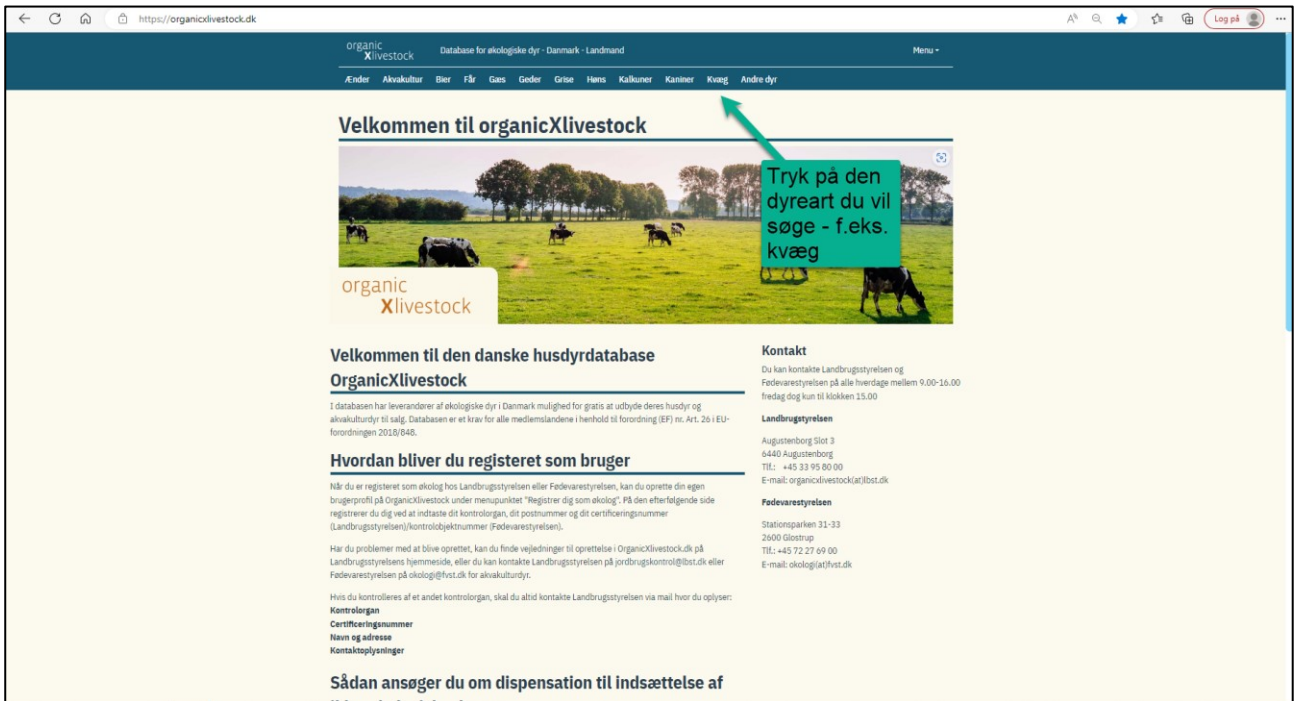 https://organicxlivestock.dk
Log på
organic
Xlivestock
Database for økologiske dyr - Danmark - Landmand
Menu
Ænder Akvakultur Bier Får Gæs Geder Grise Høns Kalkuner Kaniner Kvæg Andre dyr
Velkommen til organicXlivestock
Tryk på den
dyreart du vil
søge - f.eks.
kvæg
organic
Xlivestock
Velkommen til den danske husdyrdatabase
OrganicXlivestock
I databasen har leverandører af økologiske dyr i Danmark mulighed for gratis at udbyde deres husdyr og
akvakulturdyr til salg. Databasen er et krav for alle medlemslandene i henhold til forordning (EF) nr. Art. 26 i EU-
forordningen 2018/848.
Hvordan bliver du registeret som bruger
Når du er registeret som økolog hos Landbrugsstyrelsen eller Fødevarestyrelsen, kan du oprette din egen
brugerprofil på OrganicXlivestock under menupunktet "Registrer dig som økolog". På den efterfølgende side
registrerer du dig ved at indtaste dit kontrolorgan, dit postnummer og dit certificeringsnummer
(Landbrugsstyrelsen)/kontrolobjektnummer (Fødevarestyrelsen).
Har du problemer med at blive oprettet, kan du finde vejledninger til oprettelse i OrganicXlivestock.dk på
Landbrugsstyrelsens hjemmeside, eller du kan kontakte Landbrugsstyrelsen på jordbrugskontrol@lbst.dk eller
Fødevarestyrelsen på okologi@fvst.dk for akvakulturdyr.
Hvis du kontrolleres af et andet kontrolorgan, skal du altid kontakte Landbrugsstyrelsen via mail hvor du oplyser:
Kontrolorgan
Certificeringsnummer
Navn og adresse
Kontaktoplysninger
Sådan ansøger du om dispensation til indsættelse af
Kontakt
Du kan kontakte Landbrugsstyrelsen og
Fødevarestyrelsen på alle hverdage mellem 9.00-16.00
fredag dog kun til klokken 15.00
Landbrugstyrelsen
Augustenborg Slot 3
6440 Augustenborg
Tlf.: +45 33 95 80 00
E-mail: organicxlivestock(at)lbst.dk
Fødevarestyrelsen
Stationsparken 31-33
2600 Glostrup
Tlf.: +45 72 27 69 00
E-mail: okologi(at)fvst.dk